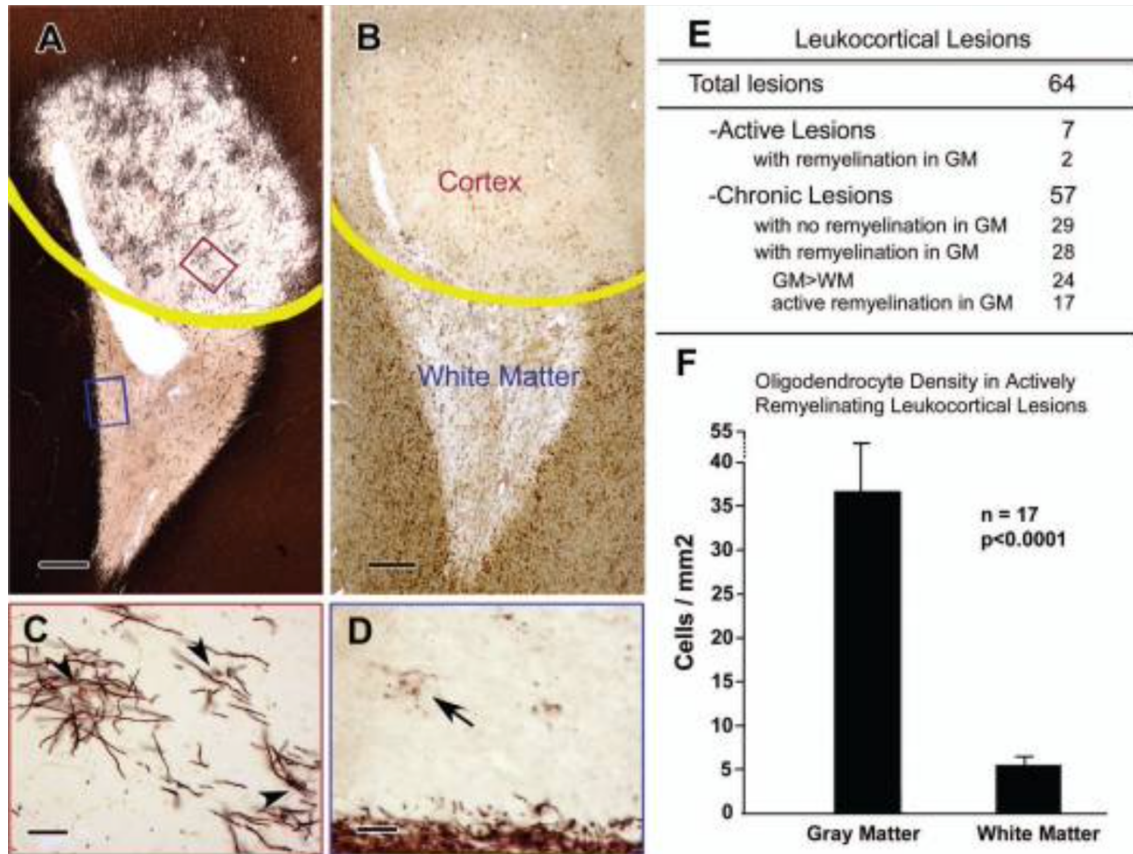 A
B
Cortex
White Matter
C
D
E
Leukocortical Lesions
Total lesions 64
-Active Lesions 7
with remyelination in GM 2
-Chronic Lesions 57
with no remyelination in GM 29
with remyelination in GM 28
GM>WM 24
active remyelination in GM 17
F
Oligodendrocyte Density in Actively
Remyelinating Leukocortical Lesions
Cells / mm2
55
40
35
30
25
20
15
10
5
0
n = 17
p<0.0001
Gray Matter White Matter